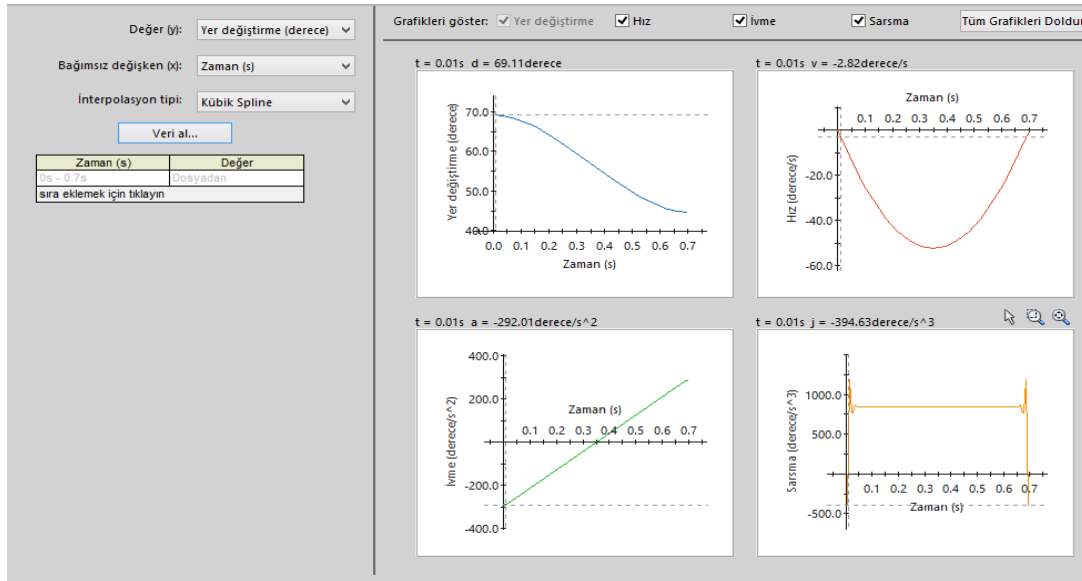 Değer (y): Yer değiştirme (derece)
Bağımsız değişken (x): Zaman (s)
İnterpolasyon tipi: Kübik Spline
Veri al...
Zaman (s) Değer
0s - 0.7s Dosyadan
sıra eklemek için tıklayın
Grafikleri göster: Yer değiştirme Hız İvme Sarsma Tüm Grafikleri Doldur
t = 0.01s d = 69.11derece
Yer değiştirme (derece)
70.0
60.0
50.0
40.0
0.0 0.1 0.2 0.3 0.4 0.5 0.6 0.7
Zaman (s)
t = 0.01s v = -2.82derece/s
Zaman (s)
0.1 0.2 0.3 0.4 0.5 0.6 0.7
Hız (derece/s)
-20.0
-40.0
-60.0
t = 0.01s a = -292.01derece/s^2
İvme (derece/s^2)
400.0
200.0
Zaman (s)
0.1 0.2 0.3 0.4 0.5 0.6 0.7
-200.0
-400.0
t = 0.01s j = -394.63derece/s^3
Sarsma (derece/s^3)
1000.0
500.0
0.1 0.2 0.3 0.4 0.5 0.6 0.7
Zaman (s)
-500.0